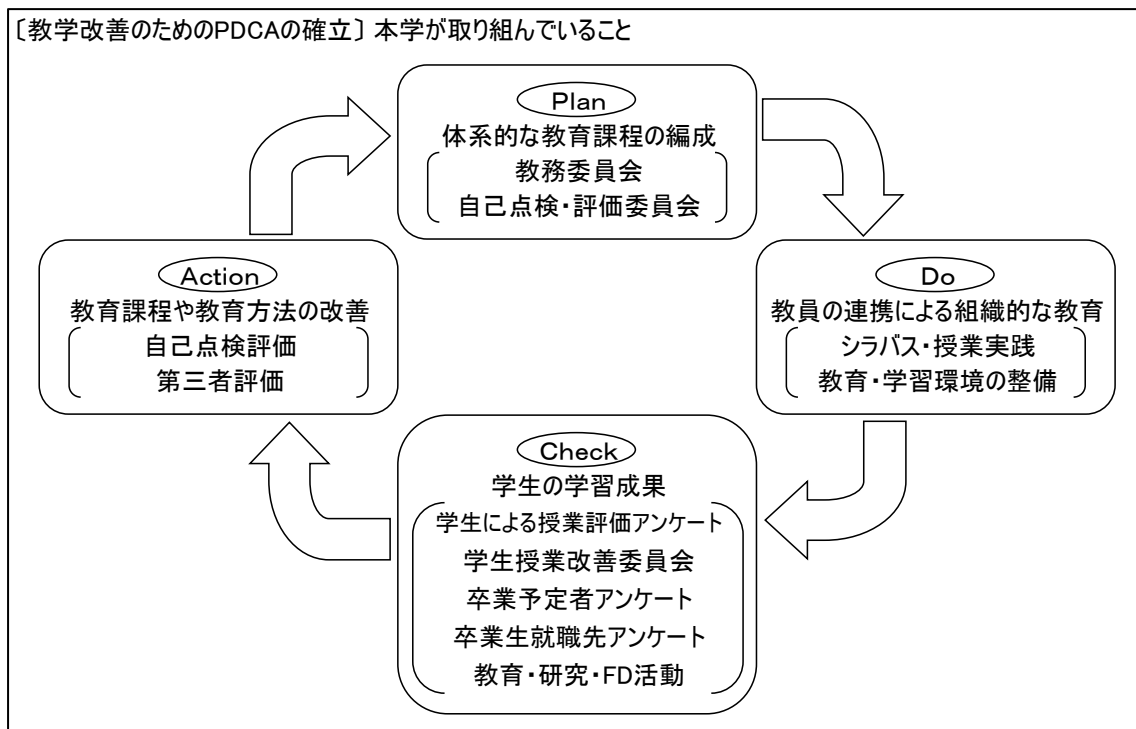 〔教学改善のためのPDCAの確立〕本学が取り組んでいること
Plan
体系的な教育課程の編成
教務委員会
自己点検・評価委員会
Do
教員の連携による組織的な教育
シラバス・授業実践
教育・学習環境の整備
Check
学生の学習成果
学生による授業評価アンケート
学生授業改善委員会
卒業予定者アンケート
卒業生就職先アンケート
教育・研究・FD活動
Action
教育課程や教育方法の改善
自己点検評価
第三者評価